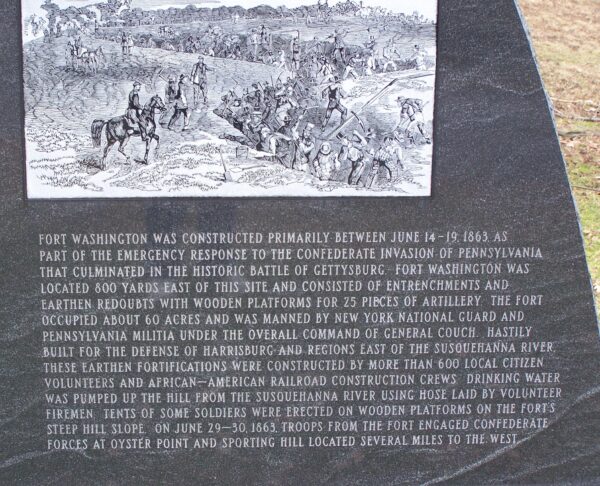 FORT WASHINGTON WAS CONSTRUCTED PRIMARILY BETWEEN JUNE 14-19, 1863, AS
PART OF THE EMERGENCY RESPONSE TO THE CONFEDERATE INVASION OF PENNSYLVANIA
THAT CULMINATED IN THE HISTORIC BATTLE OF GETTYSBURG. FORT WASHINGTON WAS
LOCATED 800 YARDS EAST OF THIS SITE AND CONSISTED OF ENTRENCHMENTS AND
EARTHEN REDOUBTS WITH WOODEN PLATFORMS FOR 25 PIECES OF ARTILLERY. THE FORT
OCCUPIED ABOUT 60 ACRES AND WAS MANNED BY NEW YORK NATIONAL GUARD AND
PENNSYLVANIA MILITIA UNDER THE OVERALL COMMAND OF GENERAL COUCH. HASTILY
BUILT FOR THE DEFENSE OF HARRISBURG AND REGIONS EAST OF THE SUSQUEHANNA RIVER,
THESE EARTHEN FORTIFICATIONS WERE CONSTRUCTED BY MORE THAN 600 LOCAL CITIZEN
VOLUNTEERS AND AFRICAN-AMERICAN RAILROAD CONSTRUCTION CREWS. DRINKING WATER
WAS PUMPED UP THE HILL FROM THE SUSQUEHANNA RIVER USING HOSE LAID BY VOLUNTEER
FIREMEN. TENTS OF SOME SOLDIERS WERE ERECTED ON WOODEN PLATFORMS ON THE FORT'S
STEEP HILL SLOPE. ON JUNE 29-30, 1863, TROOPS FROM THE FORT ENGAGED CONFEDERATE
FORCES AT OYSTER POINT AND SPORTING HILL LOCATED SEVERAL MILES TO THE WEST.